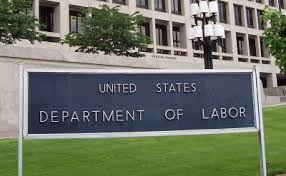 UNITED STATES
DEPARTMENT OF LABOR